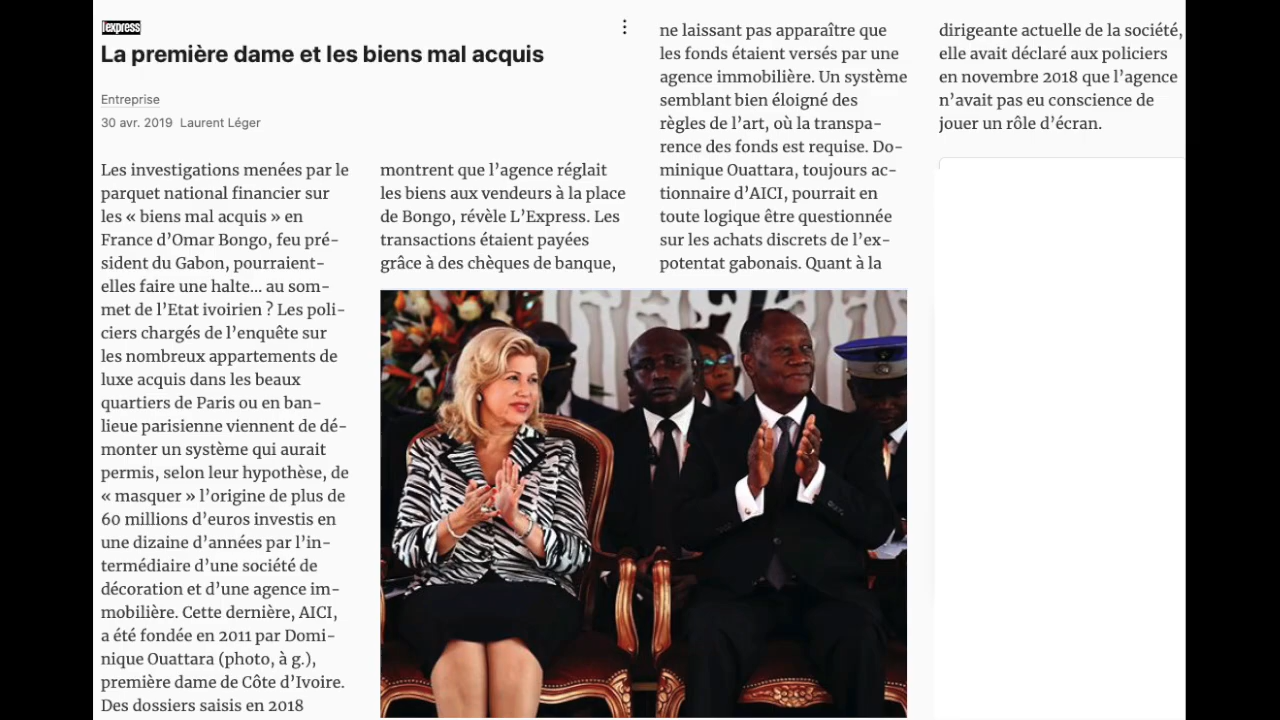 l'express
La première dame et les biens mal acquis
Entreprise
30 avr. 2019 Laurent Léger
Les investigations menées par le
parquet national financier sur
les « biens mal acquis » en
France d’Omar Bongo, feu pré-
sident du Gabon, pourraient-
elles faire une halte… au som-
met de l’Etat ivoirien ? Les poli-
ciers chargés de l’enquête sur
les nombreux appartements de
luxe acquis dans les beaux
quartiers de Paris ou en ban-
lieue parisienne viennent de dé-
monter un système qui aurait
permis, selon leur hypothèse, de
« masquer » l’origine de plus de
60 millions d’euros investis en
une dizaine d’années par l’in-
termédiaire d’une société de
décoration et d’une agence im-
mobilière. Cette dernière, AICI,
a été fondée en 2011 par Domi-
nique Ouattara (photo, à g.),
première dame de Côte d’Ivoire.
Des dossiers saisis en 2018
montrent que l’agence réglait
les biens aux vendeurs à la place
de Bongo, révèle L’Express. Les
transactions étaient payées
grâce à des chèques de banque,
ne laissant pas apparaître que
les fonds étaient versés par une
agence immobilière. Un système
semblant bien éloigné des
règles de l’art, où la transpa-
rence des fonds est requise. Do-
minique Ouattara, toujours ac-
tionnaire d’AICI, pourrait en
toute logique être questionnée
sur les achats discrets de l’ex-
potentat gabonais. Quant à la
dirigeante actuelle de la société,
elle avait déclaré aux policiers
en novembre 2018 que l’agence
n’avait pas eu conscience de
jouer un rôle d’écran.